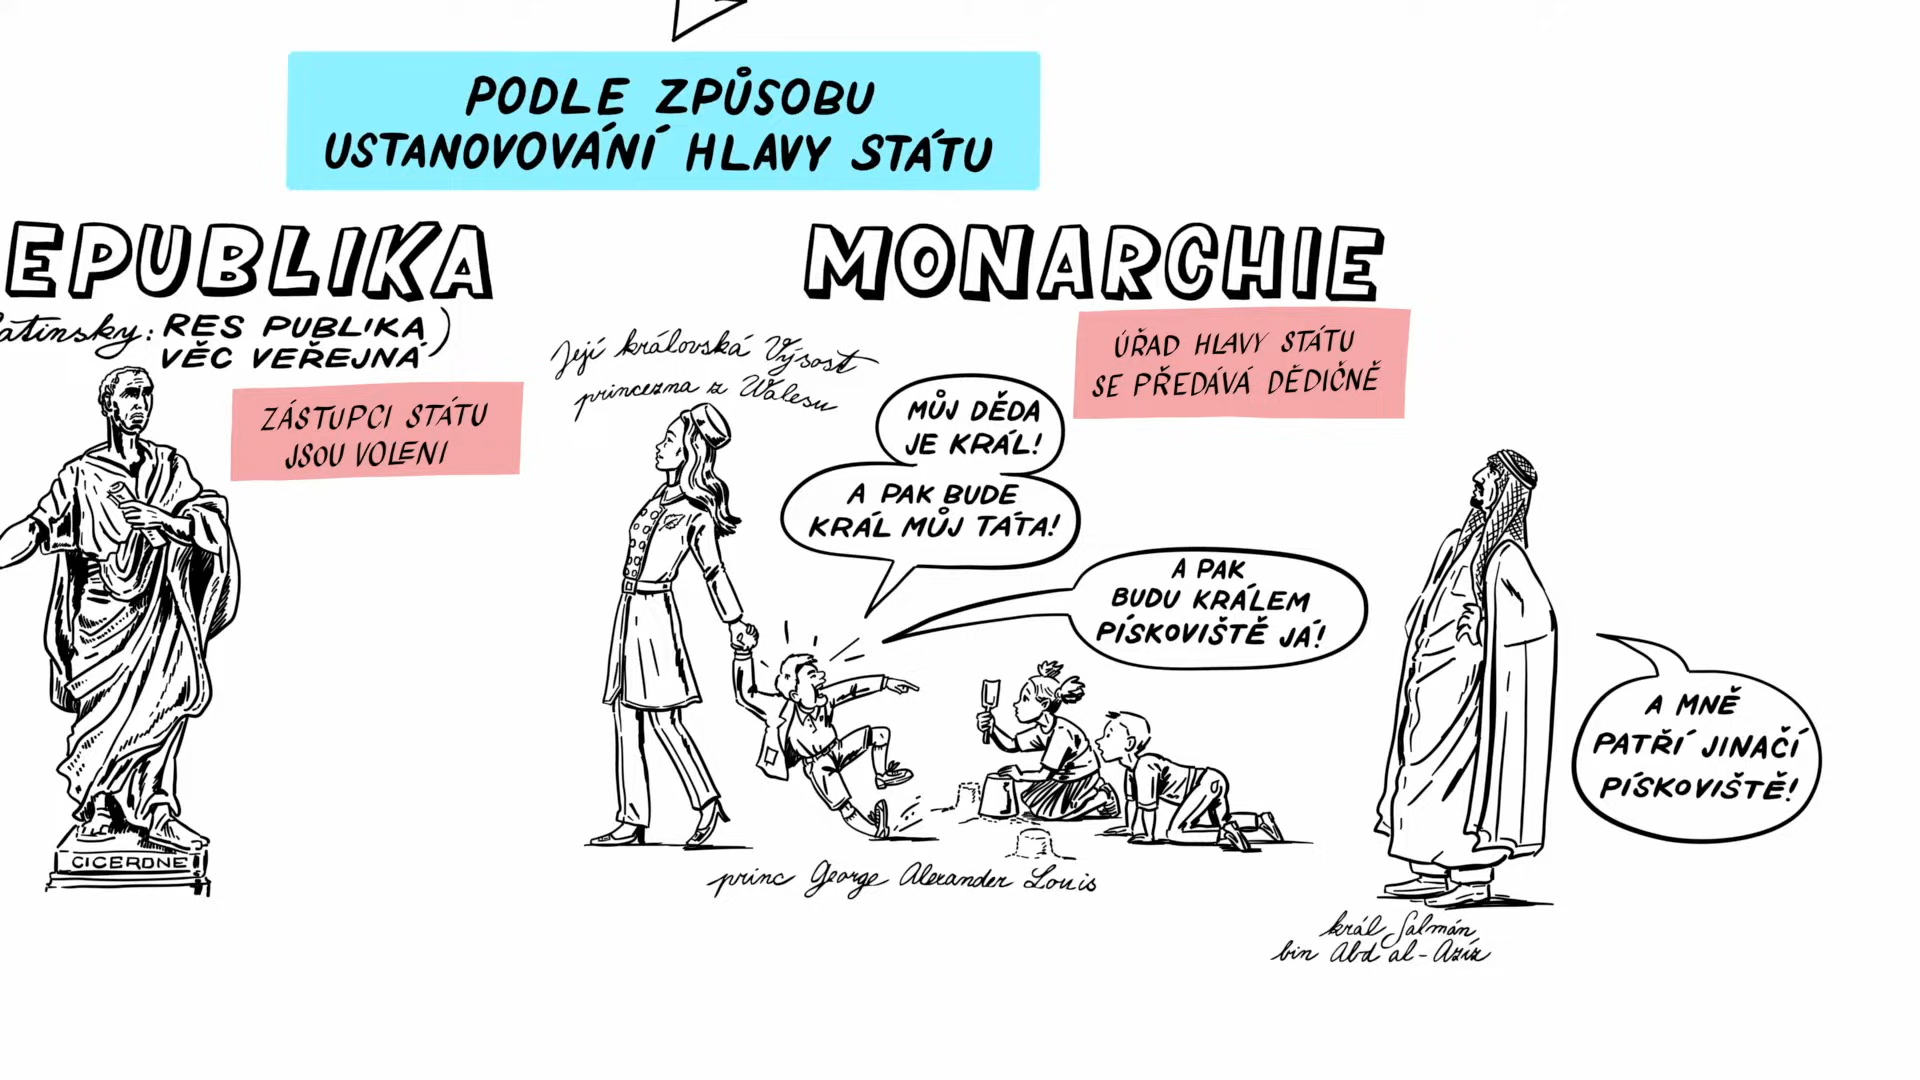 PODLE ZPŮSOBU
USTANOVOVÁNÍ HLAVY STÁTU
EPUBLIKA
latinsky: RES PUBLIKA
VĚC VEŘEJNÁ)
ZÁSTUPCI STÁTU
JSOU VOLENI
CICERONE
MONARCHIE
ÚŘAD HLAVY STÁTU
SE PŘEDÁVÁ DĚDIČNĚ
Její královská Výsost
princezna z Walesu
MŮJ DĚDA
JE KRÁL!
A PAK BUDE
KRÁL MŮJ TÁTA!
A PAK
BUDU KRÁLEM
PÍSKOVIŠTĚ JÁ!
princ George Alexander Louis
A MNĚ
PATŘÍ JINAČÍ
PÍSKOVIŠTĚ!
král Salmán
bin Abd al-Azíz